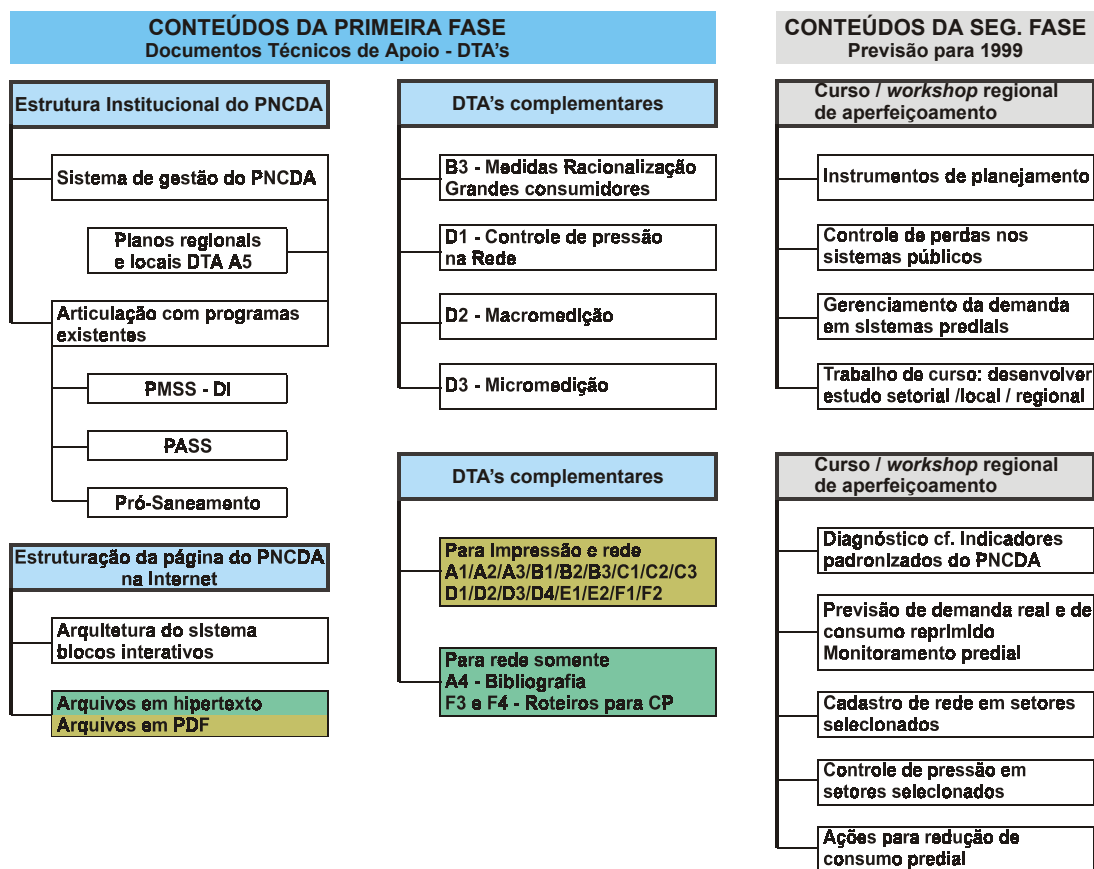 CONTEÚDOS DA PRIMEIRA FASE
Documentos Técnicos de Apoio - DTA's
Estrutura Institucional do PNCDA
Sistema de gestão do PNCDA
Planos regionais
e locais DTA A5
Articulação com programas
existentes
PMSS - DI
PASS
Pró-Saneamento
Estruturação da página do PNCDA
na Internet
Arquitetura do sistema
blocos interativos
Arquivos em hipertexto
Arquivos em PDF
DTA's complementares
B3 - Medidas Racionalização
Grandes consumidores
D1 - Controle de pressão
na Rede
D2 - Macromedição
D3 - Micromedição
DTA's complementares
Para Impressão e rede
A1/A2/A3/B1/B2/B3/C1/C2/C3
D1/D2/D3/D4/E1/E2/F1/F2
Para rede somente
A4 - Bibliografia
F3 e F4 - Roteiros para CP
CONTEÚDOS DA SEG. FASE
Previsão para 1999
Curso / workshop regional
de aperfeiçoamento
Instrumentos de planejamento
Controle de perdas nos
sistemas públicos
Gerenciamento da demanda
em sistemas prediais
Trabalho de curso: desenvolver
estudo setorial /local / regional
Curso / workshop regional
de aperfeiçoamento
Diagnóstico cf. Indicadores
padronizados do PNCDA
Previsão de demanda real e de
consumo reprimido
Monitoramento predial
Cadastro de rede em setores
selecionados
Controle de pressão em
setores selecionados
Ações para redução de
consumo predial